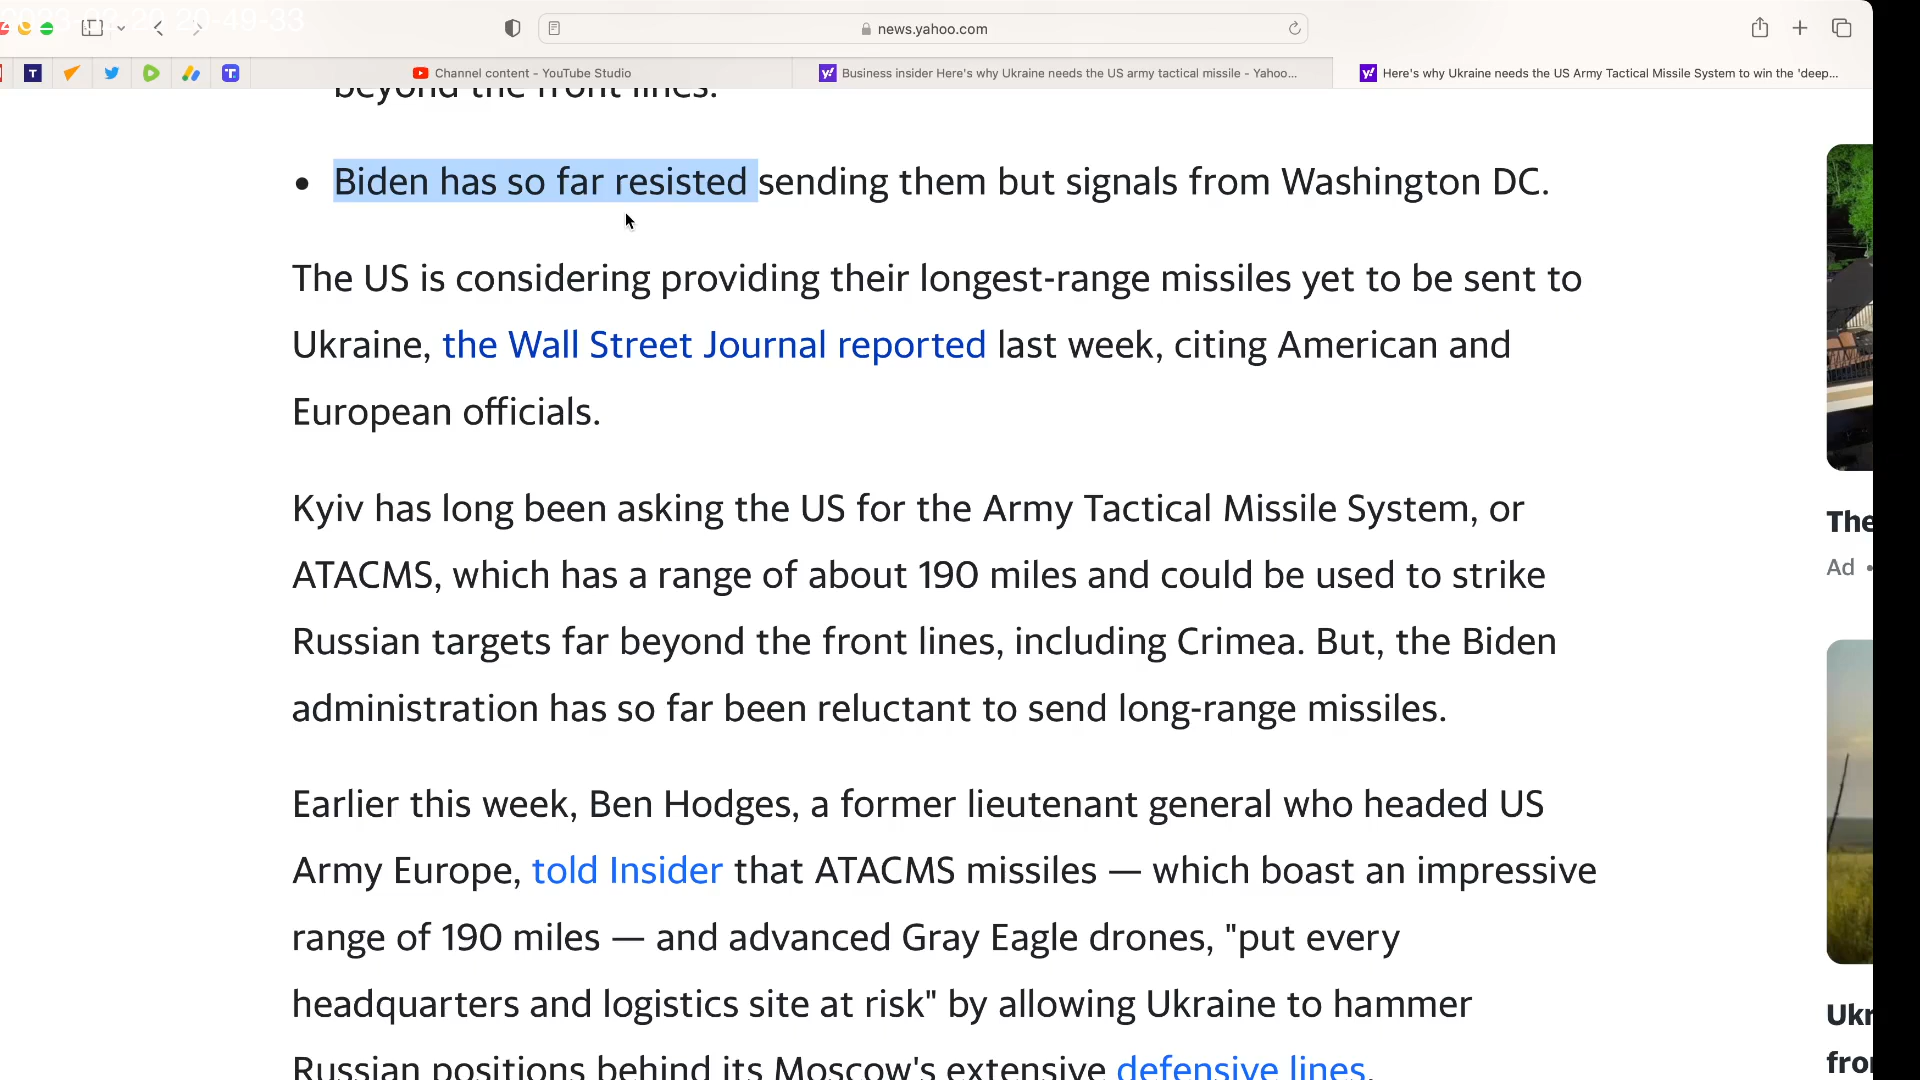 news.yahoo.com
Channel content - YouTube Studio
Business insider Here's why Ukraine needs the US army tactical missile - Yahoo...
Here's why Ukraine needs the US Army Tactical Missile System to win the 'deep...
beyond the front lines.
• Biden has so far resisted sending them but signals from Washington DC.
The US is considering providing their longest-range missiles yet to be sent to
Ukraine, the Wall Street Journal reported last week, citing American and
European officials.
Kyiv has long been asking the US for the Army Tactical Missile System, or
ATACMS, which has a range of about 190 miles and could be used to strike
Russian targets far beyond the front lines, including Crimea. But, the Biden
administration has so far been reluctant to send long-range missiles.
Earlier this week, Ben Hodges, a former lieutenant general who headed US
Army Europe, told Insider that ATACMS missiles — which boast an impressive
range of 190 miles — and advanced Gray Eagle drones, "put every
headquarters and logistics site at risk" by allowing Ukraine to hammer
Russian positions behind its Moscow's extensive defensive lines.
The
Ad •
Ukr
fro